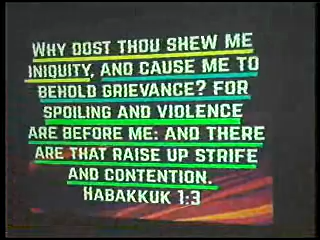 WHY DOST THOU SHEW ME
INIQUITY, AND CAUSE ME TO
BEHOLD GRIEVANCE? FOR
SPOILING AND VIOLENCE
ARE BEFORE ME: AND THERE
ARE THAT RAISE UP STRIFE
AND CONTENTION.
HABAKKUK 1:3